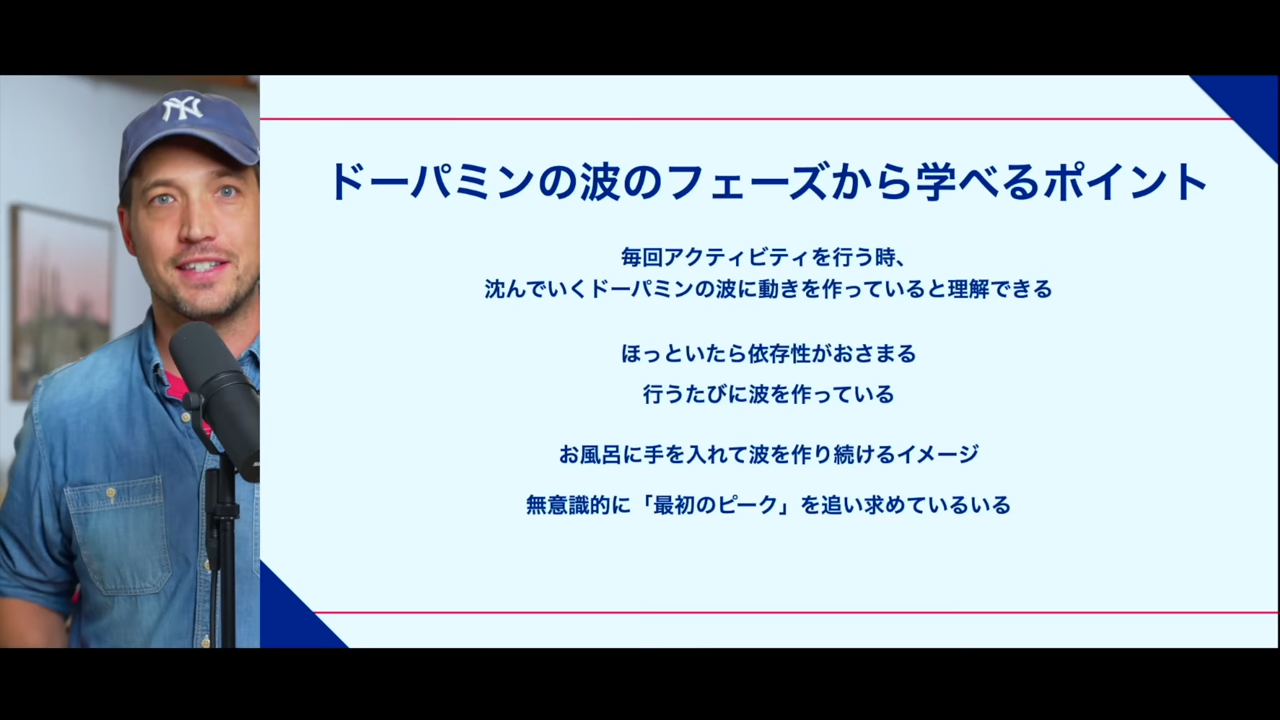 NY
ドーパミンの波のフェーズから学べるポイント
毎回アクティビティを行う時、
沈んでいくドーパミンの波に動きを作っていると理解できる
ほっといたら依存性がおさまる
行うたびに波を作っている
お風呂に手を入れて波を作り続けるイメージ
無意識的に「最初のピーク」を追い求めているいる